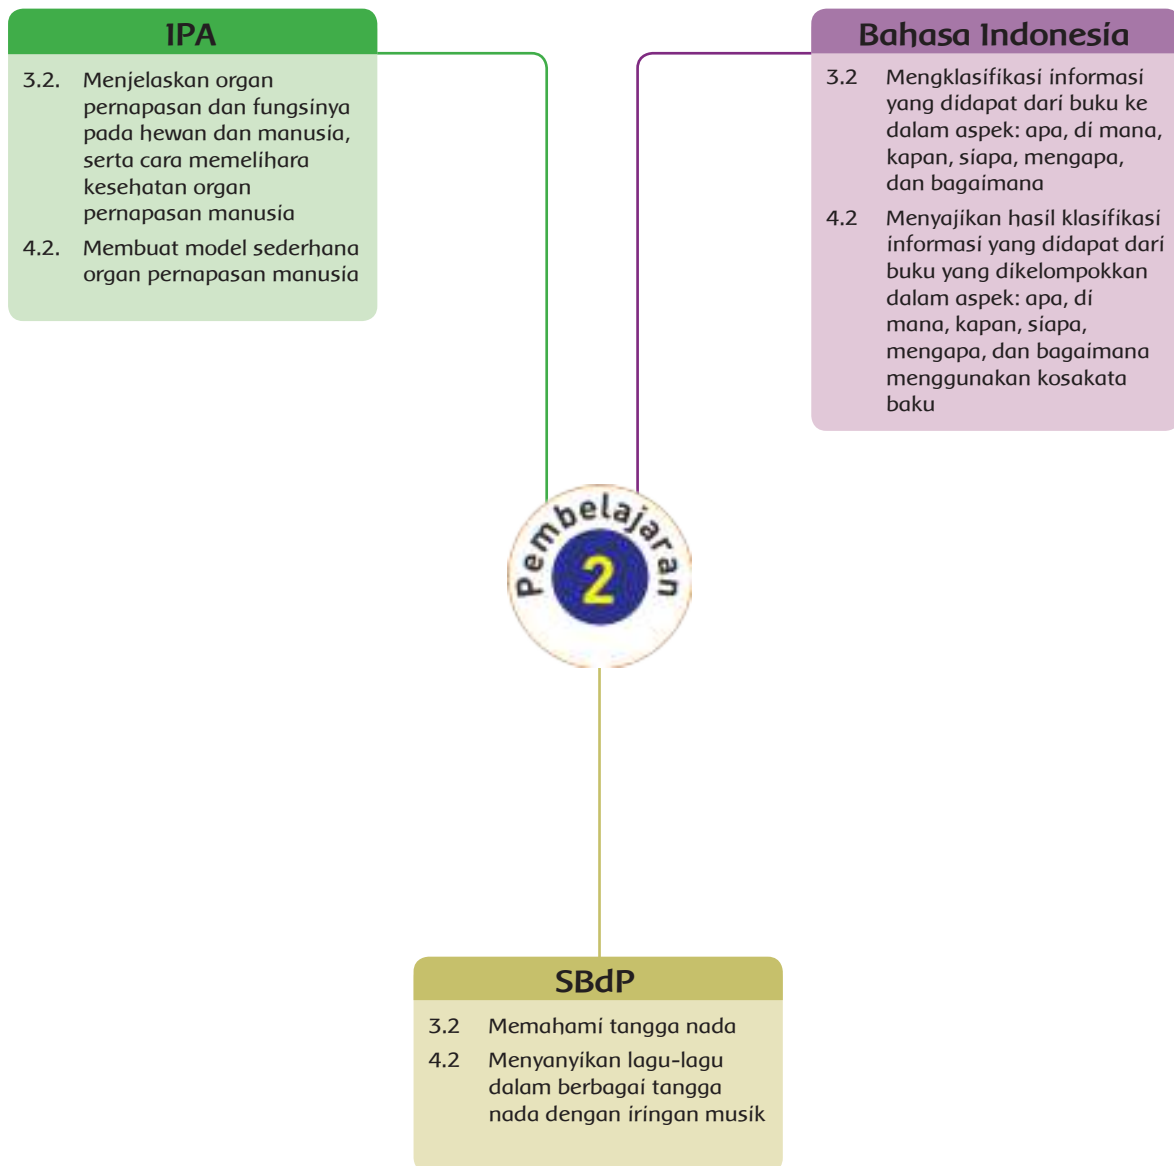 IPA
3.2. Menjelaskan organ
pernapasan dan fungsinya
pada hewan dan manusia,
serta cara memelihara
kesehatan organ
pernapasan manusia
4.2. Membuat model sederhana
organ pernapasan manusia
Bahasa Indonesia
3.2 Mengklasifikasi informasi
yang didapat dari buku ke
dalam aspek: apa, di mana,
kapan, siapa, mengapa,
dan bagaimana
4.2 Menyajikan hasil klasifikasi
informasi yang didapat dari
buku yang dikelompokkan
dalam aspek: apa, di
mana, kapan, siapa,
mengapa, dan bagaimana
menggunakan kosakata
baku
Pembelajaran
2
SBdP
3.2 Memahami tangga nada
4.2 Menyanyikan lagu-lagu
dalam berbagai tangga
nada dengan iringan musik